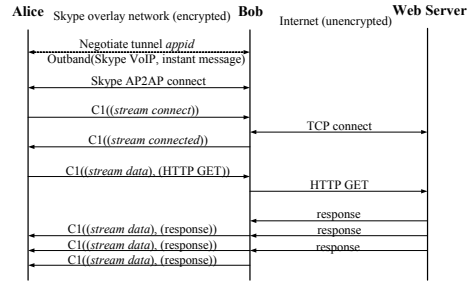 Alice Skype overlay network (encrypted) Bob Internet (unencrypted) Web Server
Negotiate tunnel appid
Outband(Skype VoIP, instant message)
Skype AP2AP connect
C1((stream connect))
TCP connect
C1((stream connected))
C1((stream data), (HTTP GET))
HTTP GET
response
C1((stream data), (response)) response
C1((stream data), (response)) response
C1((stream data), (response))